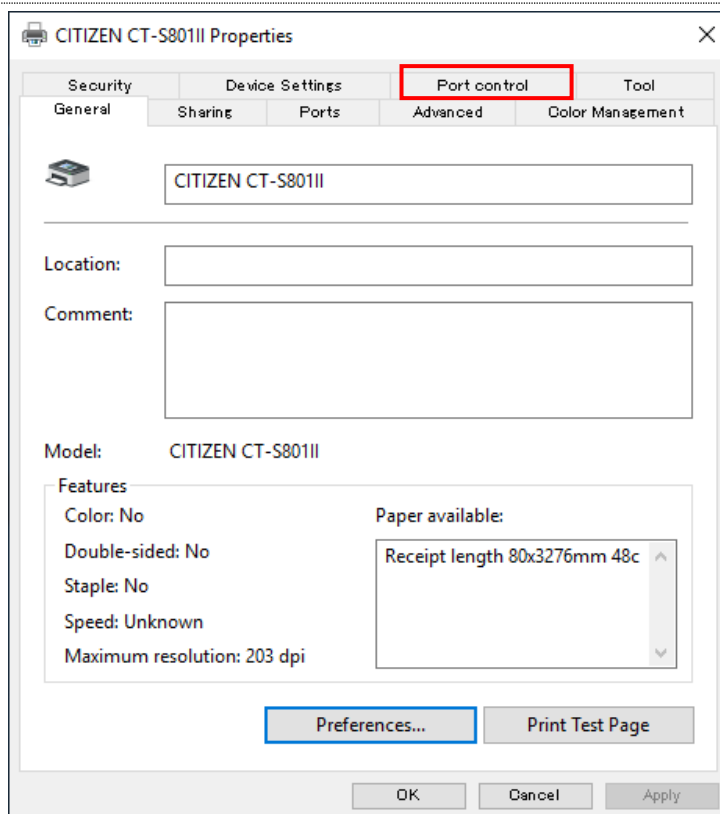 CITIZEN CT-S801II Properties
Security Device Settings Port control Tool
General Sharing Ports Advanced Color Management
CITIZEN CT-S801II
Location:
Comment:
Model: CITIZEN CT-S801II
Features
Color: No Paper available:
Double-sided: No Receipt length 80x3276mm 48c
Staple: No
Speed: Unknown
Maximum resolution: 203 dpi
Preferences... Print Test Page
OK Cancel Apply